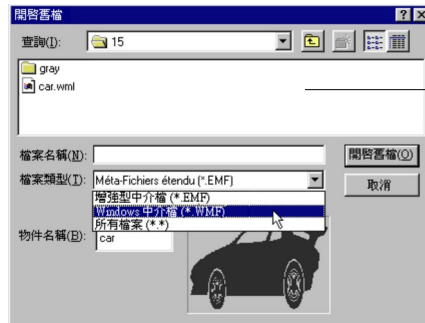 開啓舊檔
查詢(I): 15
gray
car.wml
檔案名稱(N):
開啓舊檔(O)
檔案類型(T): Méta-Fichiers étendu (*.EMF)
取消
增強型中介檔 (*.EMF)
Windows 中介檔 (*.WMF)
所有檔案 (*.*)
物件名稱(B): car